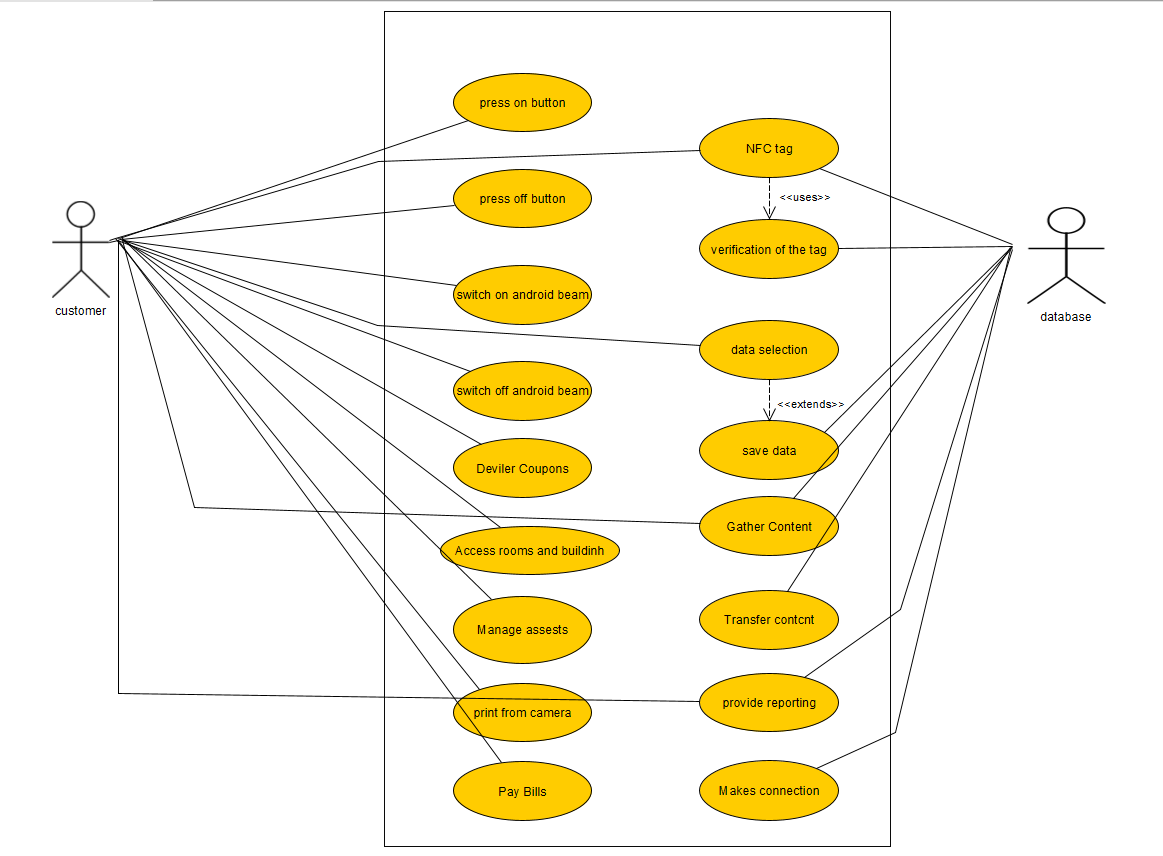 press on button
NFC tag
press off button
<<uses>>
verification of the tag
switch on android beam
customer
database
data selection
switch off android beam
<<extends>>
save data
Deviler Coupons
Gather Content
Access rooms and buildinh
Transfer contcnt
Manage assests
provide reporting
print from camera
Pay Bills
Makes connection